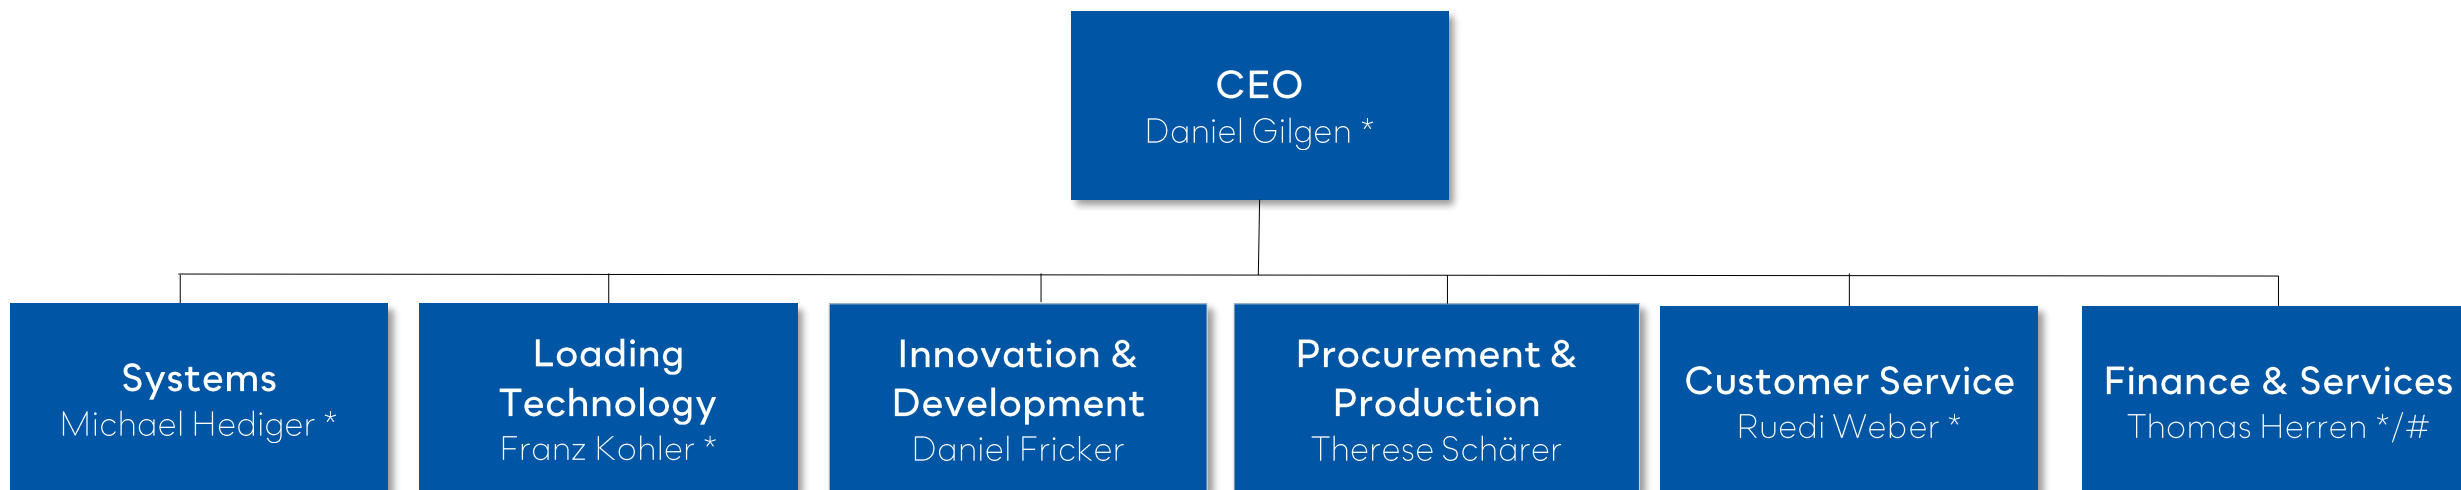 CEO
Daniel Gilgen *
Systems
Michael Hediger *
Loading
Technology
Franz Kohler *
Innovation &
Development
Daniel Fricker
Procurement &
Production
Therese Schärer
Customer Service
Ruedi Weber *
Finance & Services
Thomas Herren */#